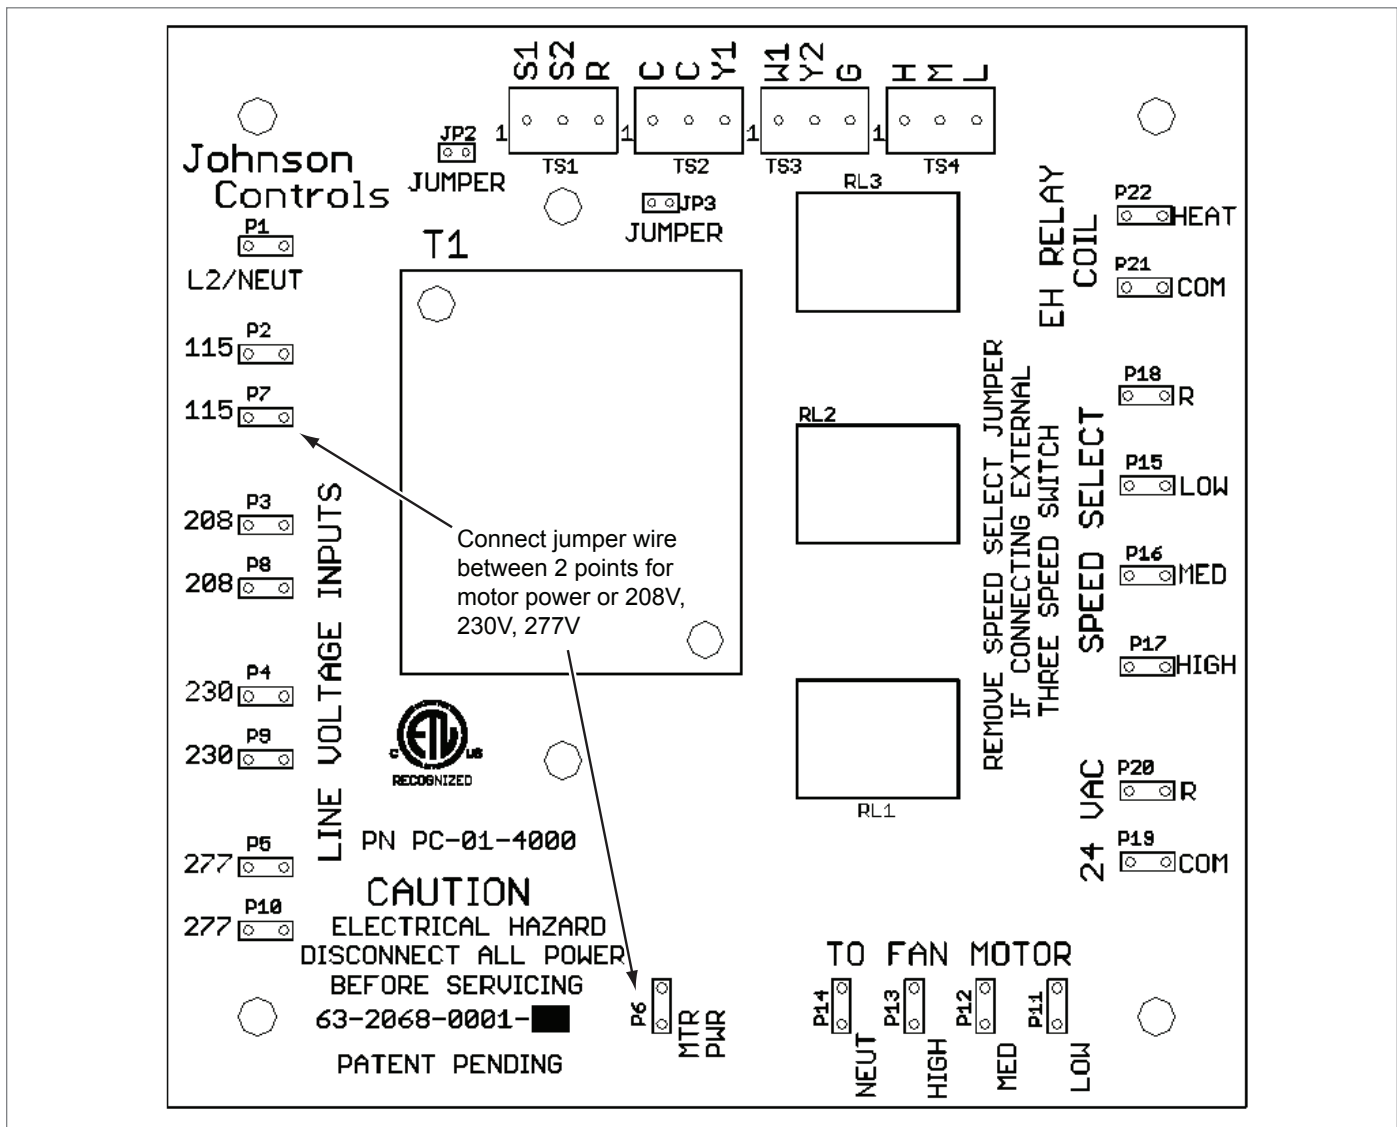 S1 S2 R
C C Y1
W1 Y2 G
H M L
1 TS1
1 TS2
1 TS3
1 TS4
JP2
JUMPER
JP3
JUMPER
Johnson
Controls
P1
L2/NEUT
P2
115
P7
115
P3
208
P8
208
P4
230
P9
230
P5
277
P10
277
LINE VOLTAGE INPUTS
T1
Connect jumper wire
between 2 points for
motor power or 208V,
230V, 277V
C ETL US
RECOGNIZED
PN PC-01-4000
CAUTION
ELECTRICAL HAZARD
DISCONNECT ALL POWER
BEFORE SERVICING
63-2068-0001-
PATENT PENDING
RL3
RL2
RL1
REMOVE SPEED SELECT JUMPER
IF CONNECTING EXTERNAL
THREE SPEED SWITCH
EH RELAY
COIL
P22
HEAT
P21
COM
SPEED SELECT
P18
R
P15
LOW
P16
MED
P17
HIGH
24 VAC
P20
R
P19
COM
P6
MTR
PWR
TO FAN MOTOR
P14
NEUT
P13
HIGH
P12
MED
P11
LOW